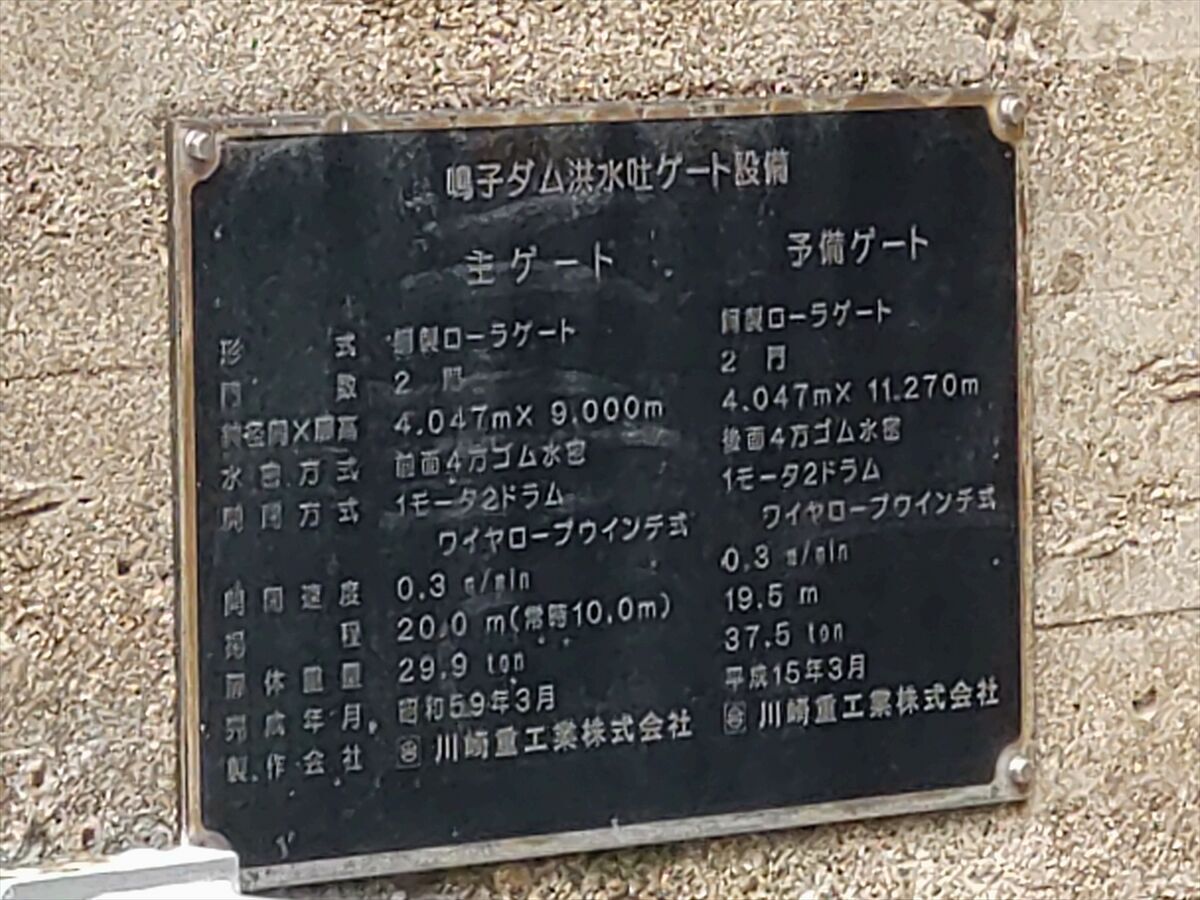 鳴子ダム洪水吐ゲート設備
主ゲート 予備ゲート
形式 鋼製ローラゲート 鋼製ローラゲート
門数 2 門 2 門
純径間×扉高 4.047m× 9.000m 4.047m× 11.270m
水密方式 前面4方ゴム水密 後面4方ゴム水密
開閉方式 1モータ2ドラム 1モータ2ドラム
ワイヤロープウインチ式 ワイヤロープウインチ式
開閉速度 0.3 m/min 0.3 m/min
揚程 20.0 m(常時10.0m) 19.5 m
扉体重量 29.9 ton 37.5 ton
完成年月 昭和59年3月 平成15年3月
製作会社 川崎重工業株式会社 川崎重工業株式会社